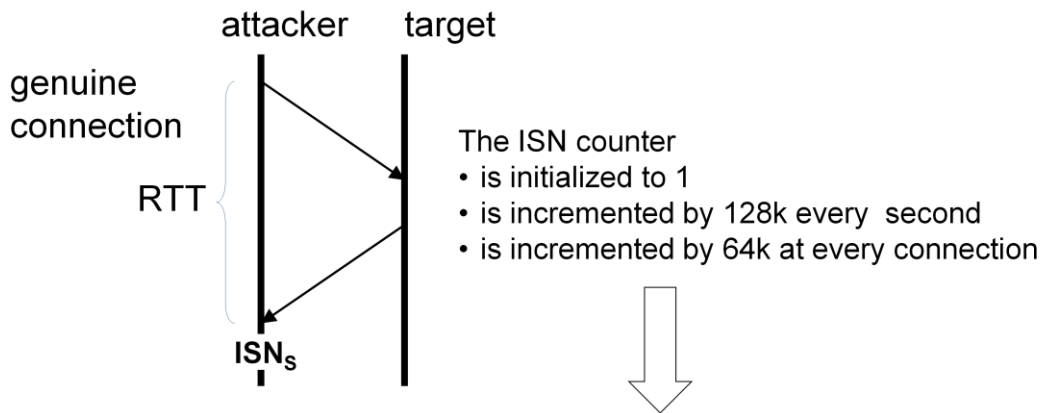 attacker target
genuine
connection
RTT
The ISN counter
• is initialized to 1
• is incremented by 128k every second
• is incremented by 64k at every connection
ISNS